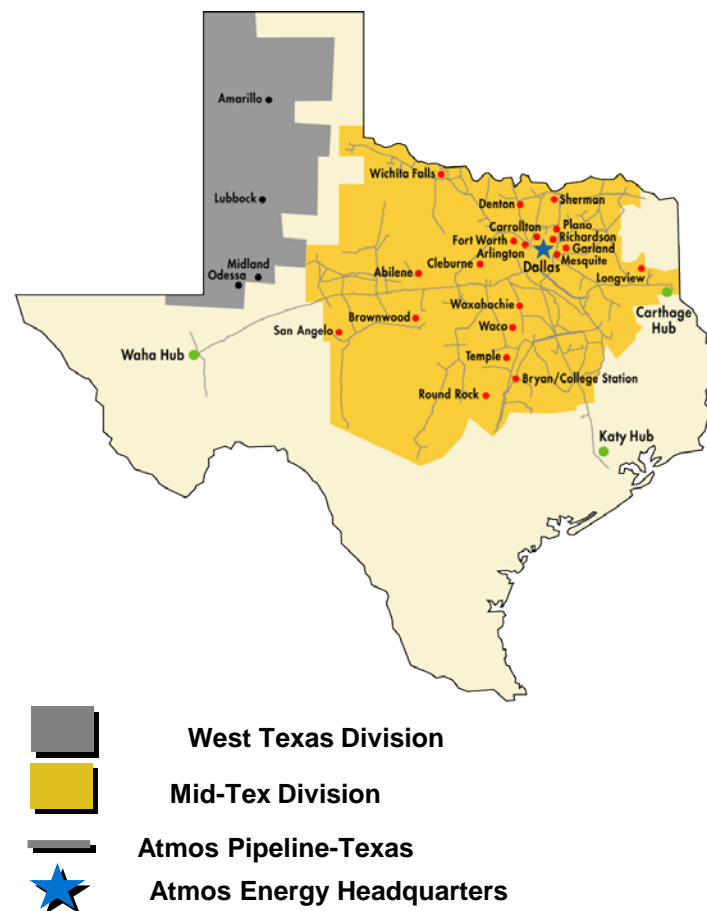 Amarillo
Lubbock
Midland
Odessa
Wichita Falls
Denton
Sherman
Carrollton
Plano
Fort Worth
Richardson
Arlington
Garland
Cleburne
Mesquite
Dallas
Abilene
Longview
Waxahachie
Carthage
Hub
Brownwood
San Angelo
Waco
Waha Hub
Temple
Bryan/College Station
Round Rock
Katy Hub
West Texas Division
Mid-Tex Division
Atmos Pipeline-Texas
Atmos Energy Headquarters